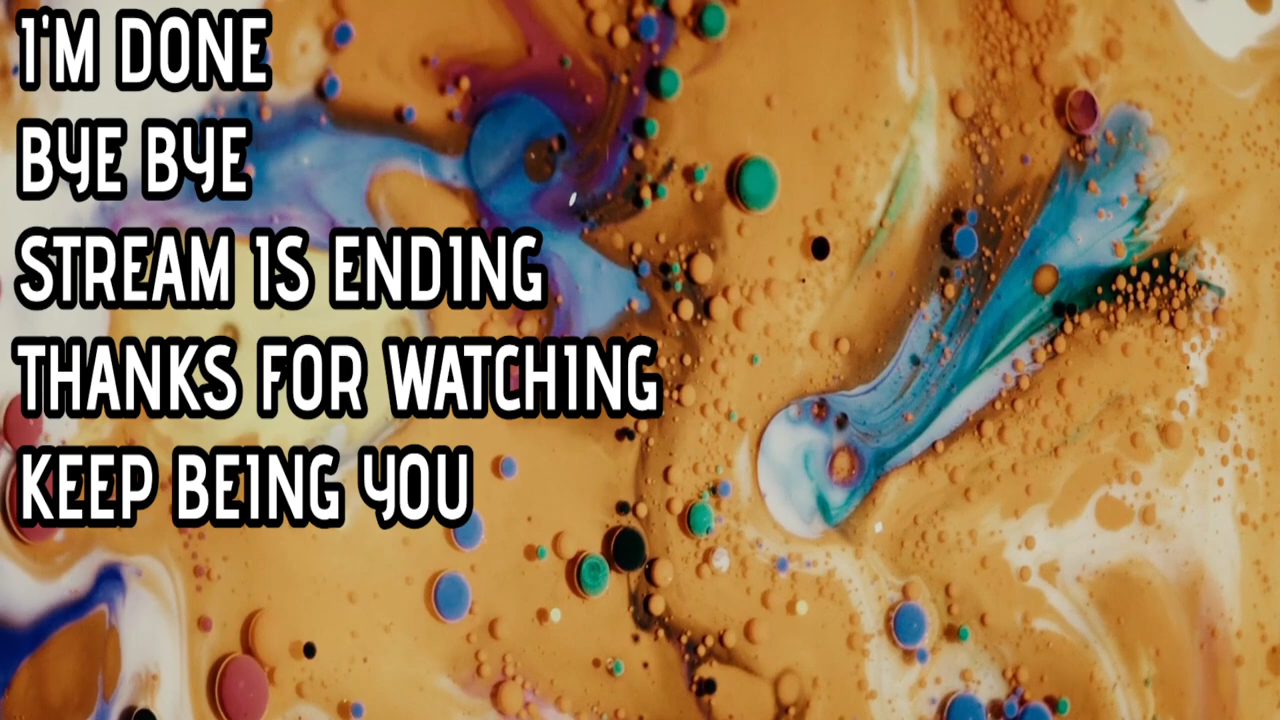 I'M DONE
BYE BYE
STREAM IS ENDING
THANKS FOR WATCHING
KEEP BEING YOU